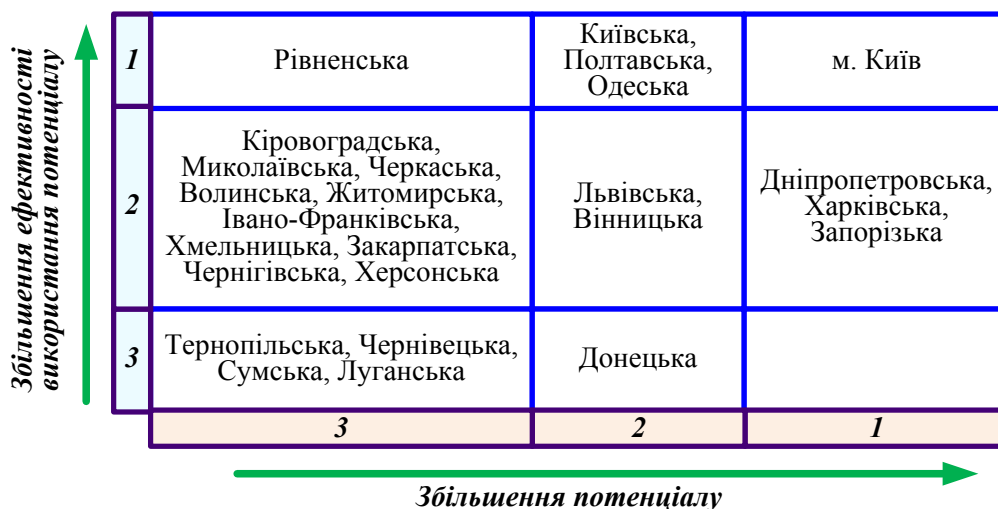 Збільшення ефективності
використання потенціалу
1
Рівненська
Київська,
Полтавська,
Одеська
м. Київ
2
Кіровоградська,
Миколаївська, Черкаська,
Волинська, Житомирська,
Івано-Франківська,
Хмельницька, Закарпатська,
Чернігівська, Херсонська
Львівська,
Вінницька
Дніпропетровська,
Харківська,
Запорізька
3
Тернопільська, Чернівецька,
Сумська, Луганська
Донецька
3
2
1
Збільшення потенціалу